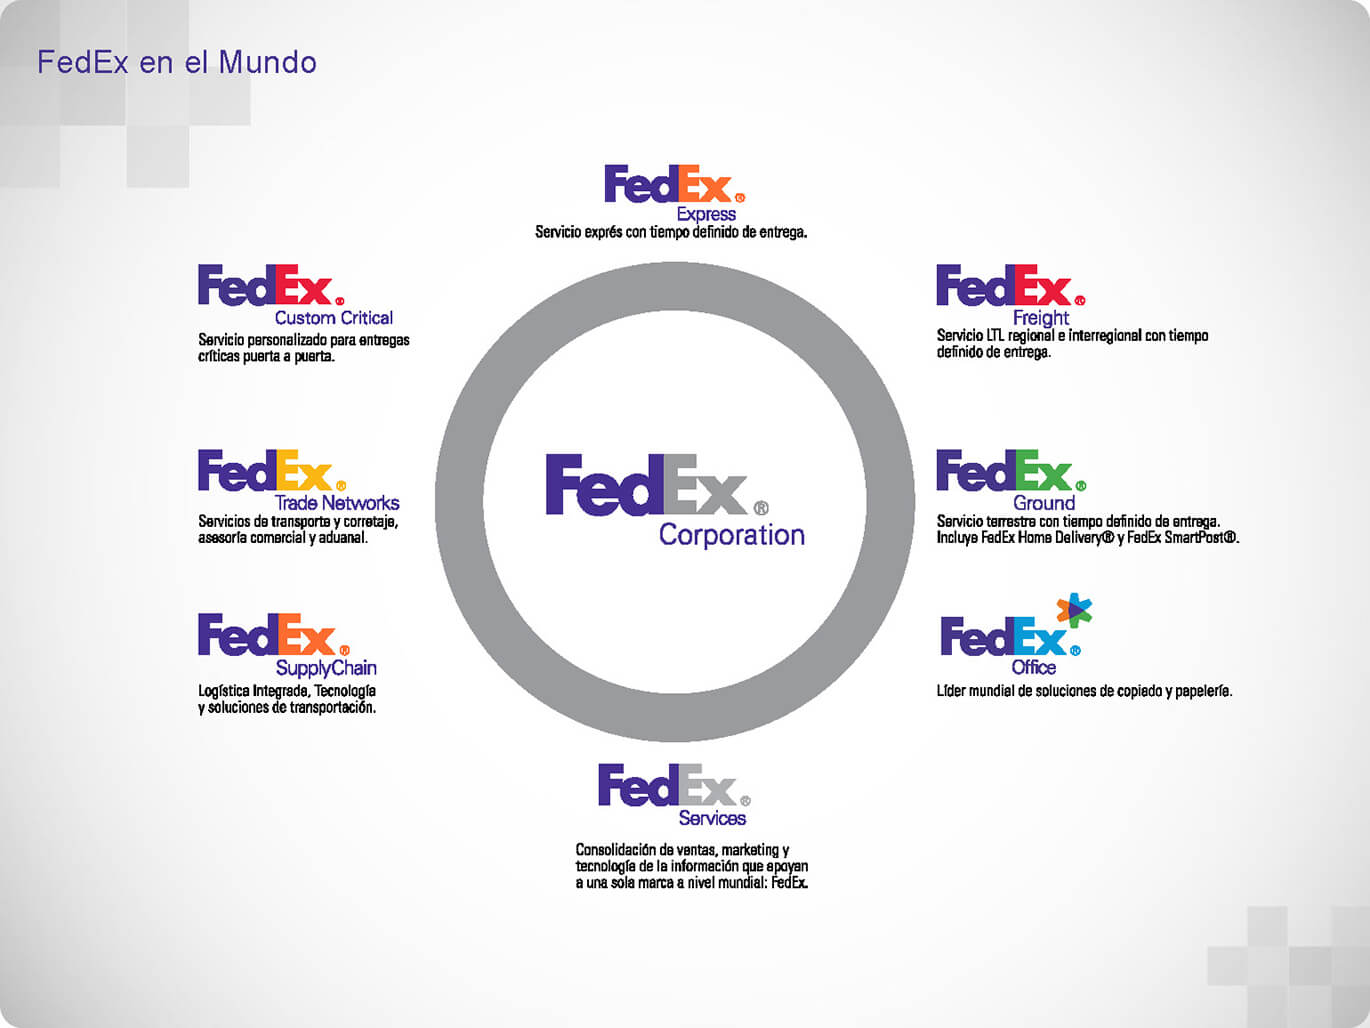 FedEx en el Mundo
FedEx®
Express
Servicio exprés con tiempo definido de entrega.
FedEx®
Custom Critical
Servicio personalizado para entregas
críticas puerta a puerta.
FedEx®
Freight
Servicio LTL regional e interregional con tiempo
definido de entrega.
FedEx®
Trade Networks
Servicios de transporte y corretaje,
asesoría comercial y aduanal.
FedEx®
Corporation
FedEx®
Ground
Servicio terrestre con tiempo definido de entrega.
Incluye FedEx Home Delivery® y FedEx SmartPost®.
FedEx®
SupplyChain
Logística Integrada, Tecnología
y soluciones de transportación.
FedEx®
Office
Líder mundial de soluciones de copiado y papelería.
FedEx®
Services
Consolidación de ventas, marketing y
tecnología de la información que apoyan
a una sola marca a nivel mundial: FedEx.